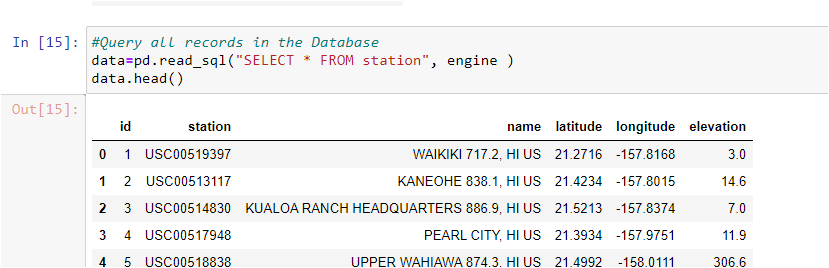 In [15]: #Query all records in the Database
data=pd.read_sql("SELECT * FROM station", engine )
data.head()
Out[15]:
id station name latitude longitude elevation
0 1 USC00519397 WAIKIKI 717.2, HI US 21.2716 -157.8168 3.0
1 2 USC00513117 KANEOHE 838.1, HI US 21.4234 -157.8015 14.6
2 3 USC00514830 KUALOA RANCH HEADQUARTERS 886.9, HI US 21.5213 -157.8374 7.0
3 4 USC00517948 PEARL CITY, HI US 21.3934 -157.9751 11.9
4 5 USC00518838 UPPER WAHIAWA 874.3, HI US 21.4992 -158.0111 306.6